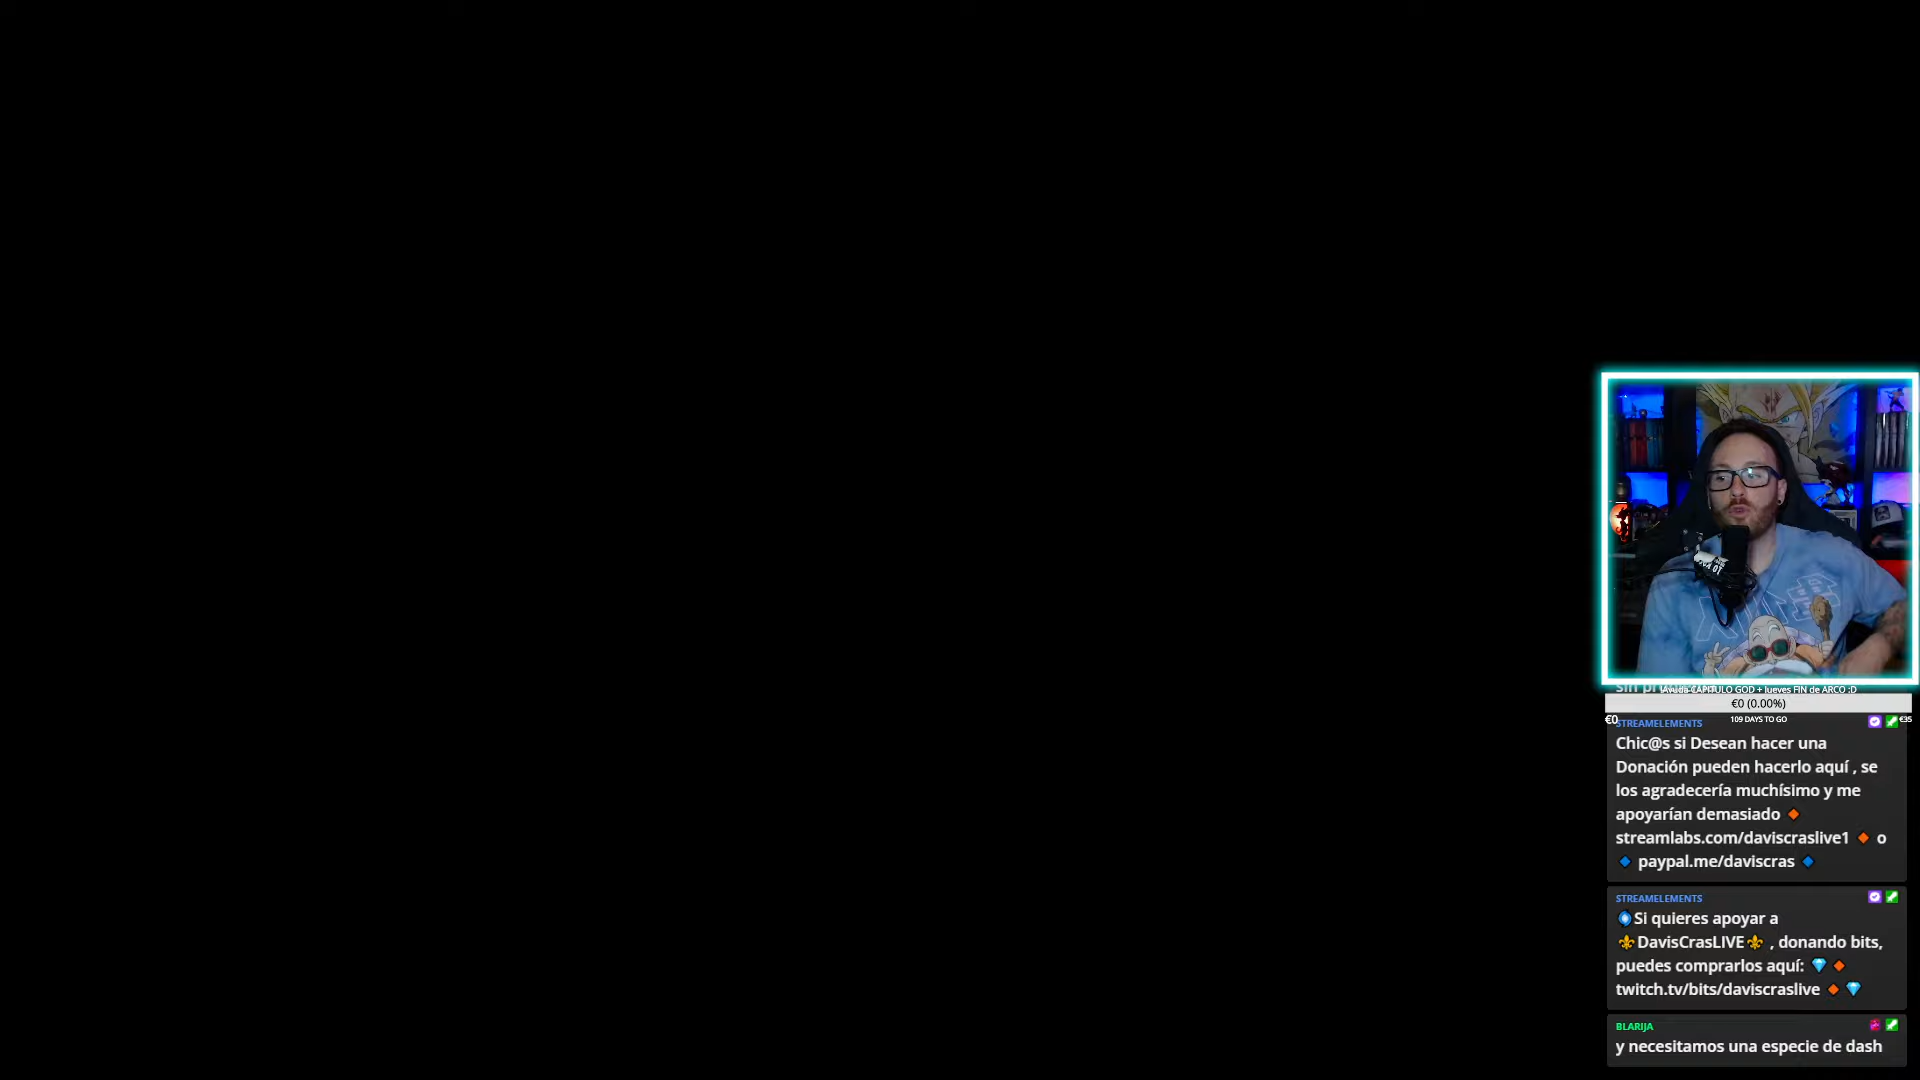 Ayuda CAPITULO GOD + Jueves FIN de ARCO :D
€0 (0.00%)
€0
109 DAYS TO GO
€35
STREAMELEMENTS
Chic@s si Desean hacer una
Donación pueden hacerlo aquí , se
los agradecería muchísimo y me
apoyarían demasiado 🔸
streamlabs.com/daviscraslive1 🔸 o
🔹 paypal.me/daviscras 🔹
STREAMELEMENTS
🧿Si quieres apoyar a
⚜️DavisCrasLIVE⚜️ , donando bits,
puedes comprarlos aquí: 💎🔸
twitch.tv/bits/daviscraslive 🔸💎
BLARIJA
y necesitamos una especie de dash